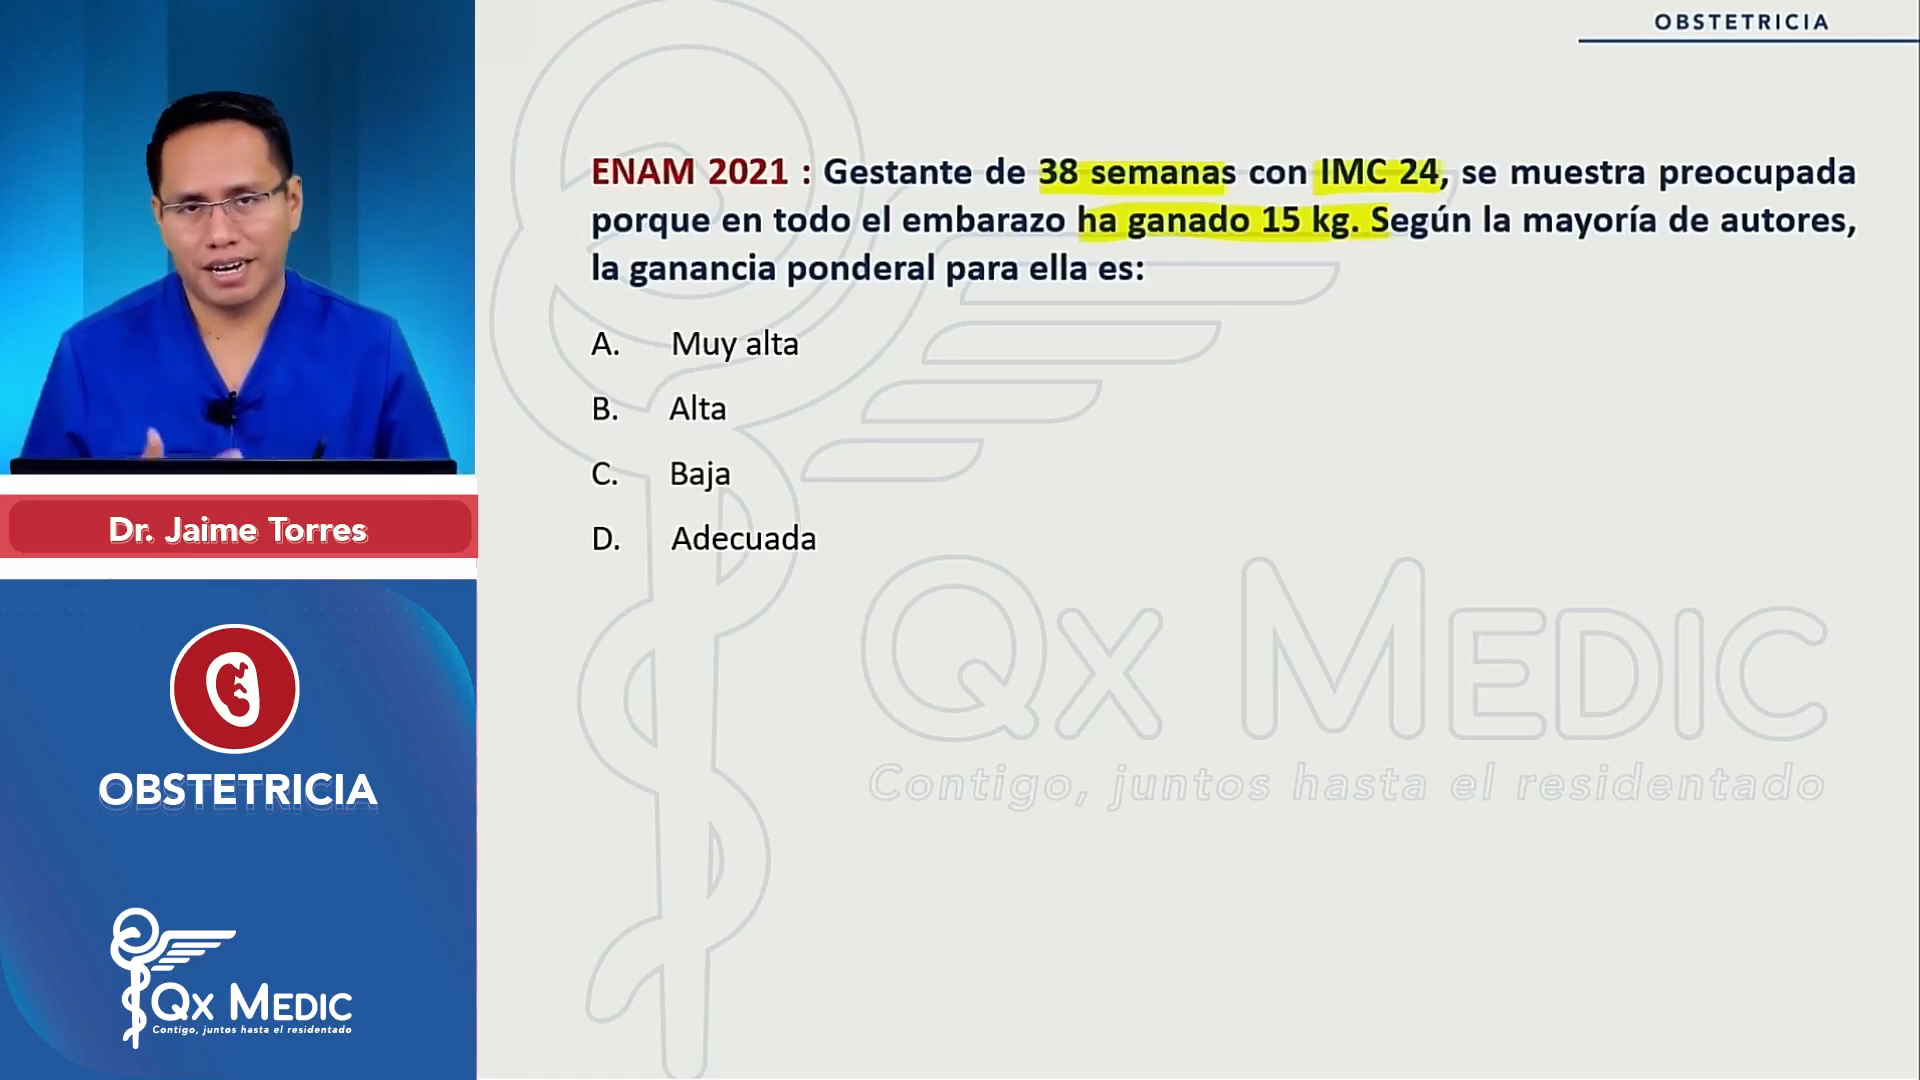 OBSTETRICIA
ENAM 2021 : Gestante de 38 semanas con IMC 24, se muestra preocupada
porque en todo el embarazo ha ganado 15 kg. Según la mayoría de autores,
la ganancia ponderal para ella es:
A. Muy alta
B. Alta
C. Baja
D. Adecuada
Dr. Jaime Torres
OBSTETRICIA
QX MEDIC
Contigo, juntos hasta el residentado
QX MEDIC
Contigo, juntos hasta el residentado